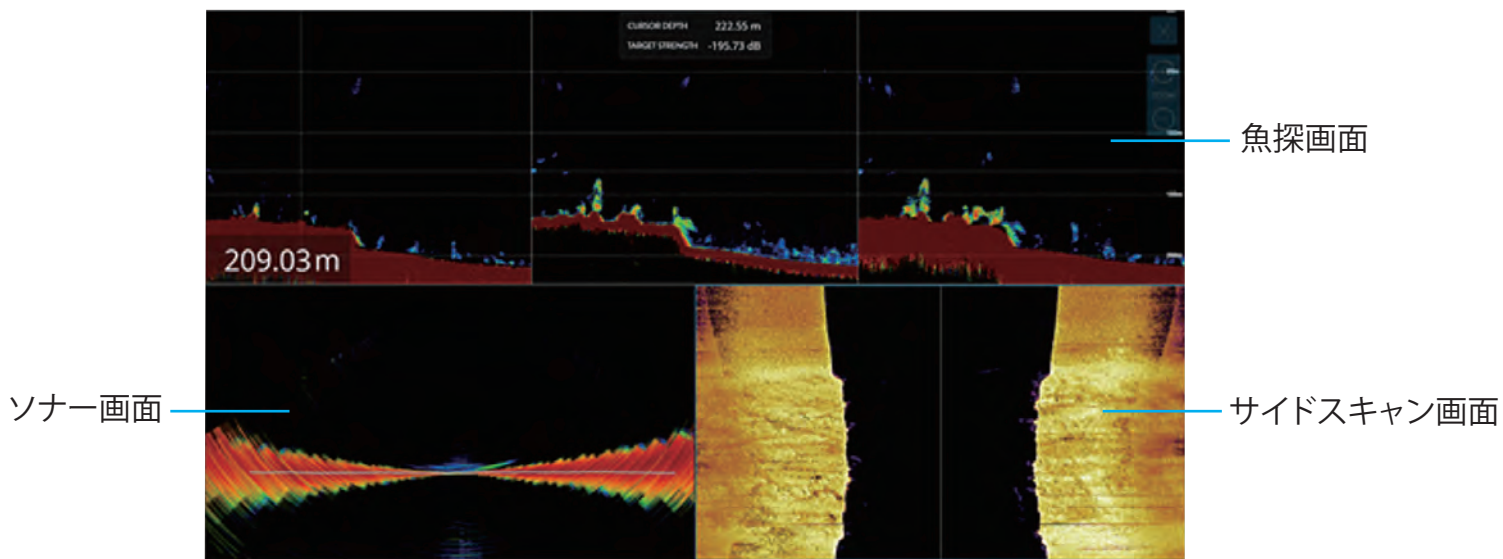 CURSOR DEPTH 222.55 m
TARGET STRENGTH -195.73 dB
魚探画面
209.03m
ソナー画面
サイドスキャン画面